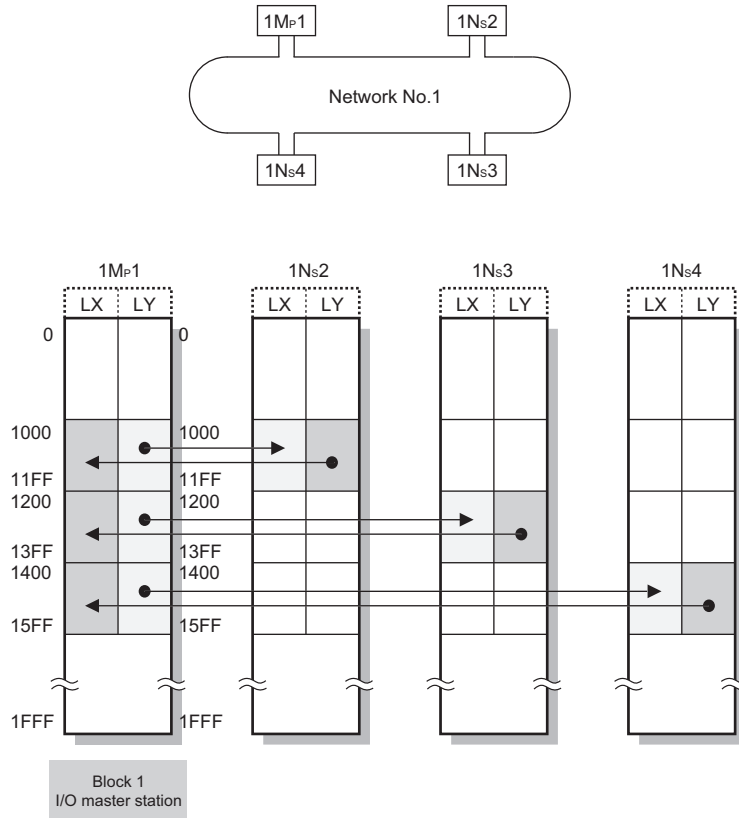 1MP1 1NS2
Network No.1
1NS4 1NS3
1MP1 1NS2 1NS3 1NS4
LX LY LX LY LX LY LX LY
0 0
1000 1000
11FF 11FF
1200 1200
13FF 13FF
1400 1400
15FF 15FF
1FFF 1FFF
Block 1
I/O master station